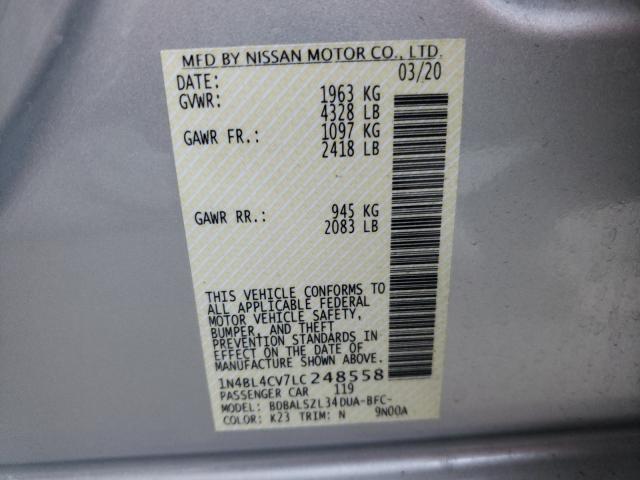 MFD BY NISSAN MOTOR CO., LTD.
DATE: 03/20
GVWR: 1963 KG
4328 LB
GAWR FR.: 1097 KG
2418 LB
GAWR RR.: 945 KG
2083 LB
THIS VEHICLE CONFORMS TO
ALL APPLICABLE FEDERAL
MOTOR VEHICLE SAFETY,
BUMPER, AND THEFT
PREVENTION STANDARDS IN
EFFECT ON THE DATE OF
MANUFACTURE SHOWN ABOVE.
1N4BL4CV7LC248558
PASSENGER CAR 119
MODEL: BDBALSZL34DUA-BFC-
COLOR: K23 TRIM: N 9N00A